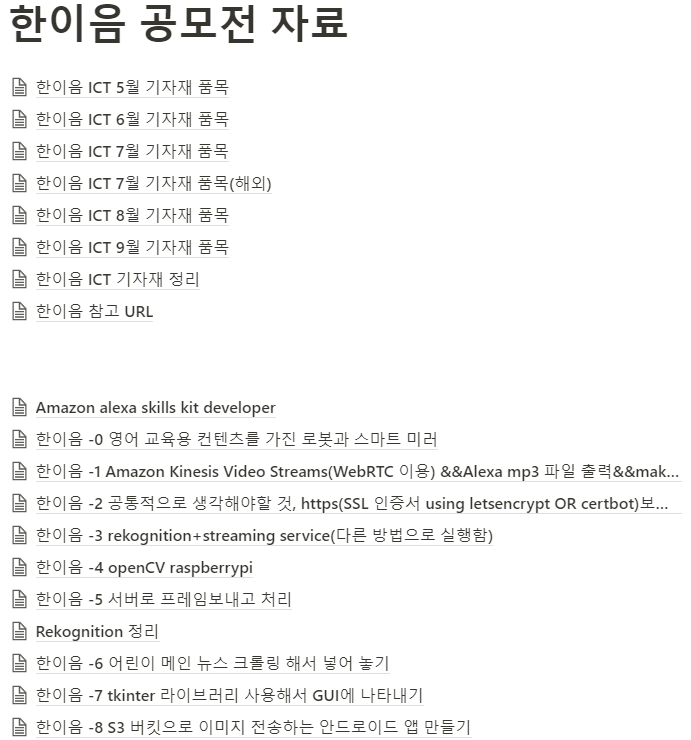 한이음 공모전 자료
한이음 ICT 5월 기자재 품목
한이음 ICT 6월 기자재 품목
한이음 ICT 7월 기자재 품목
한이음 ICT 7월 기자재 품목(해외)
한이음 ICT 8월 기자재 품목
한이음 ICT 9월 기자재 품목
한이음 ICT 기자재 정리
한이음 참고 URL
Amazon alexa skills kit developer
한이음 -0 영어 교육용 컨텐츠를 가진 로봇과 스마트 미러
한이음 -1 Amazon Kinesis Video Streams(WebRTC 이용) &&Alexa mp3 파일 출력&&mak...
한이음 -2 공통적으로 생각해야할 것, https(SSL 인증서 using letsencrypt OR certbot)보...
한이음 -3 rekognition+streaming service(다른 방법으로 실행함)
한이음 -4 openCV raspberrypi
한이음 -5 서버로 프레임보내고 처리
Rekognition 정리
한이음 -6 어린이 메인 뉴스 크롤링 해서 넣어 놓기
한이음 -7 tkinter 라이브러리 사용해서 GUI에 나타내기
한이음 -8 S3 버킷으로 이미지 전송하는 안드로이드 앱 만들기